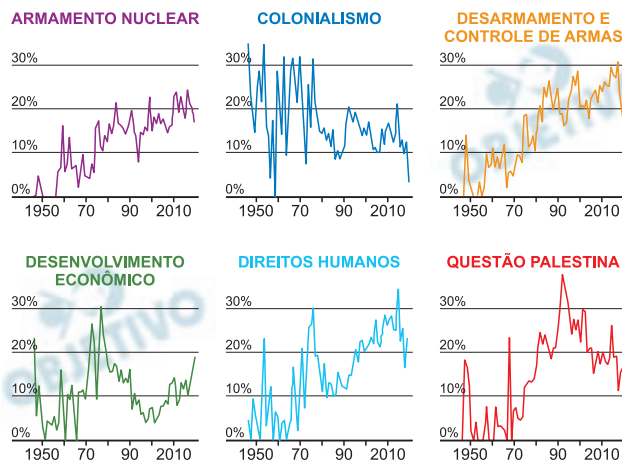 ARMAMENTO NUCLEAR
30%
20%
10%
0%
1950 70 90 2010
COLONIALISMO
30%
20%
10%
0%
1950 70 90 2010
DESARMAMENTO E
CONTROLE DE ARMAS
30%
20%
10%
0%
1950 70 90 2010
DESENVOLVIMENTO
ECONÔMICO
30%
20%
10%
0%
1950 70 90 2010
DIREITOS HUMANOS
30%
20%
10%
0%
1950 70 90 2010
QUESTÃO PALESTINA
30%
20%
10%
0%
1950 70 90 2010
OBJETIVO
OBJETIVO